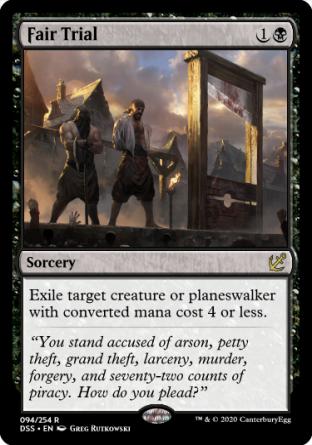 Fair Trial 1
Sorcery
Exile target creature or planeswalker
with converted mana cost 4 or less.
“You stand accused of arson, petty
theft, grand theft, larceny, murder,
forgery, and seventy-two counts of
piracy. How do you plead?”
094/254 R
DSS • EN Greg Rutkowski ™ & © 2020 CanterburyEgg